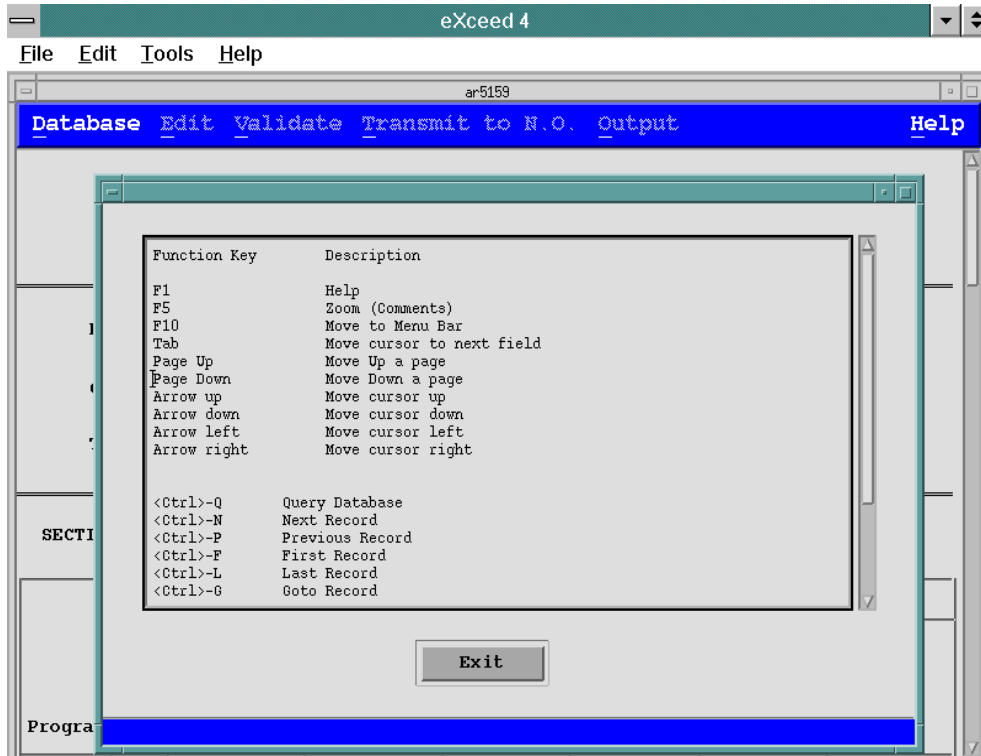 eXceed 4
File Edit Tools Help
ar5159
Database Edit Validate Transmit to N.O. Output Help
Function Key Description
F1 Help
F5 Zoom (Comments)
F10 Move to Menu Bar
Tab Move cursor to next field
Page Up Move Up a page
Page Down Move Down a page
Arrow up Move cursor up
Arrow down Move cursor down
Arrow left Move cursor left
Arrow right Move cursor right
<Ctrl>-Q Query Database
<Ctrl>-N Next Record
<Ctrl>-P Previous Record
<Ctrl>-F First Record
<Ctrl>-L Last Record
<Ctrl>-G Goto Record
SECTI
Exit
Progra